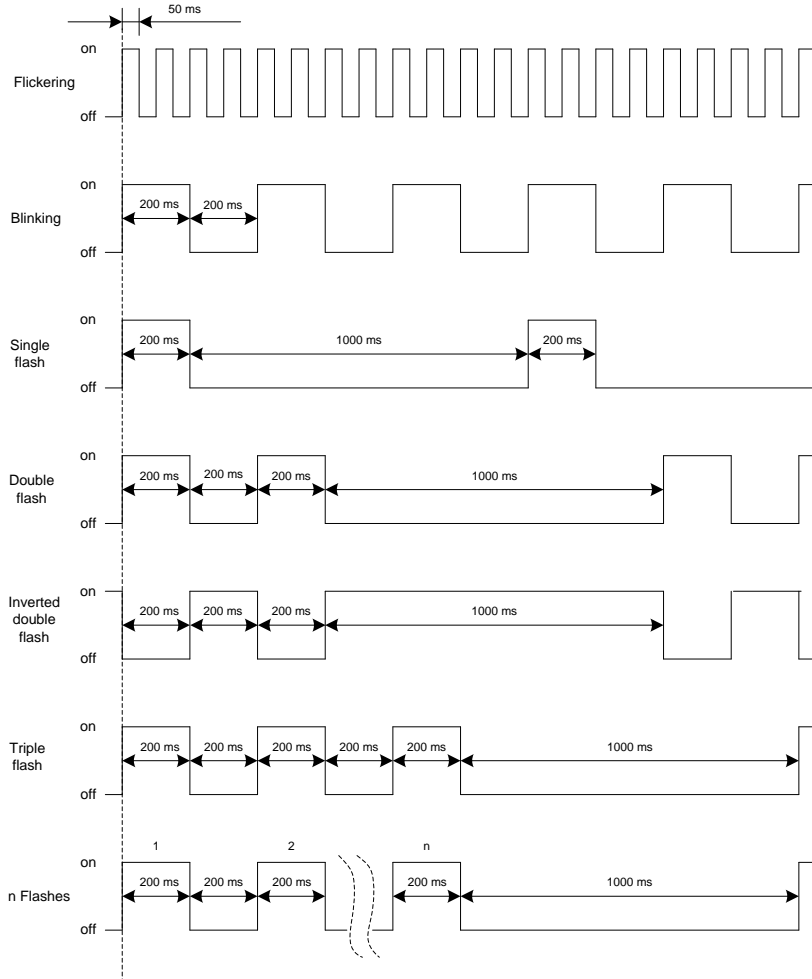 50 ms
on
Flickering
off
on
Blinking
200 ms 200 ms
off
on
Single
flash
200 ms 1000 ms 200 ms
off
on
Double
flash
200 ms 200 ms 200 ms 1000 ms
off
on
Inverted
double
flash
200 ms 200 ms 200 ms 1000 ms
off
on
Triple
flash
200 ms 200 ms 200 ms 200 ms 200 ms 1000 ms
off
1 2 n
on
n Flashes
200 ms 200 ms 200 ms 200 ms 1000 ms
off